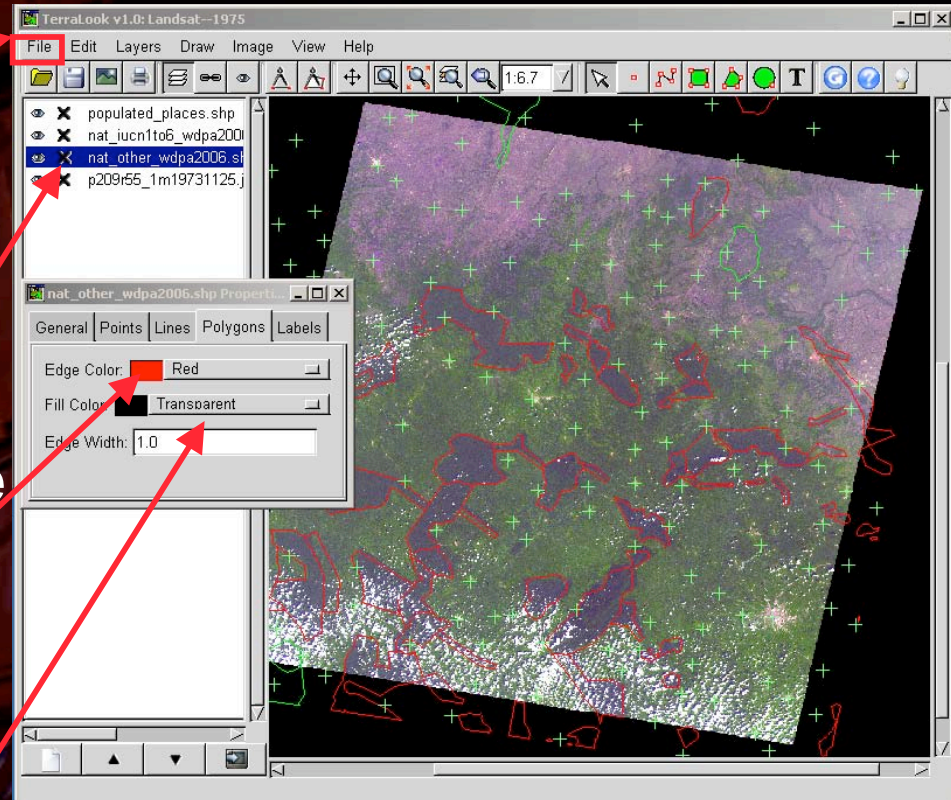 TerraLook v1.0: Landsat--1975
File Edit Layers Draw Image View Help
1:6.7 T G ?
populated_places.shp
nat_iucn1to6_wdpa200
nat_other_wdpa2006.sh
p209r55_1m19731125.j
nat_other_wdpa2006.shp Properti...
General Points Lines Polygons Labels
Edge Color: Red
Fill Color: Transparent
Edge Width: 1.0
e